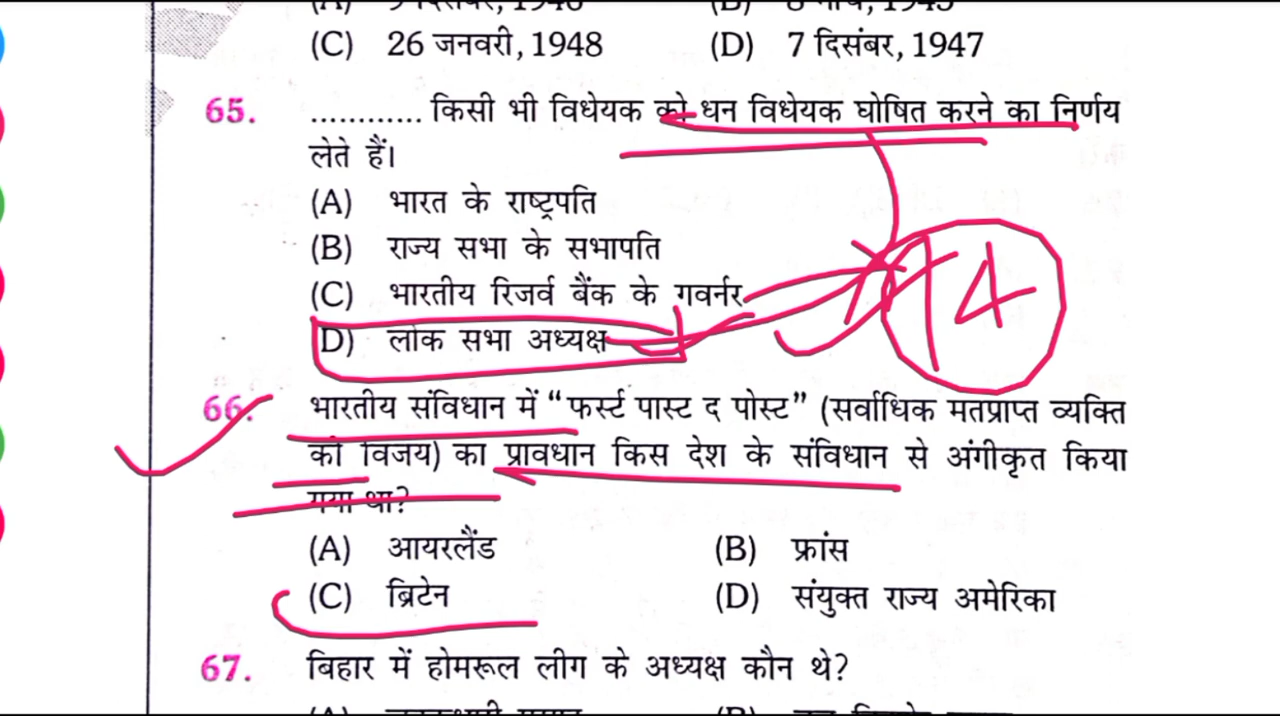 (C) 26 जनवरी, 1948 (D) 7 दिसंबर, 1947
65. ............. किसी भी विधेयक को धन विधेयक घोषित करने का निर्णय
लेते हैं।
(A) भारत के राष्ट्रपति
(B) राज्य सभा के सभापति
(C) भारतीय रिजर्व बैंक के गवर्नर
D) लोक सभा अध्यक्ष
66. भारतीय संविधान में “फर्स्ट पास्ट द पोस्ट” (सर्वाधिक मतप्राप्त व्यक्ति
की विजय) का प्रावधान किस देश के संविधान से अंगीकृत किया
गया था?
(A) आयरलैंड (B) फ्रांस
(C) ब्रिटेन (D) संयुक्त राज्य अमेरिका
67. बिहार में होमरूल लीग के अध्यक्ष कौन थे?